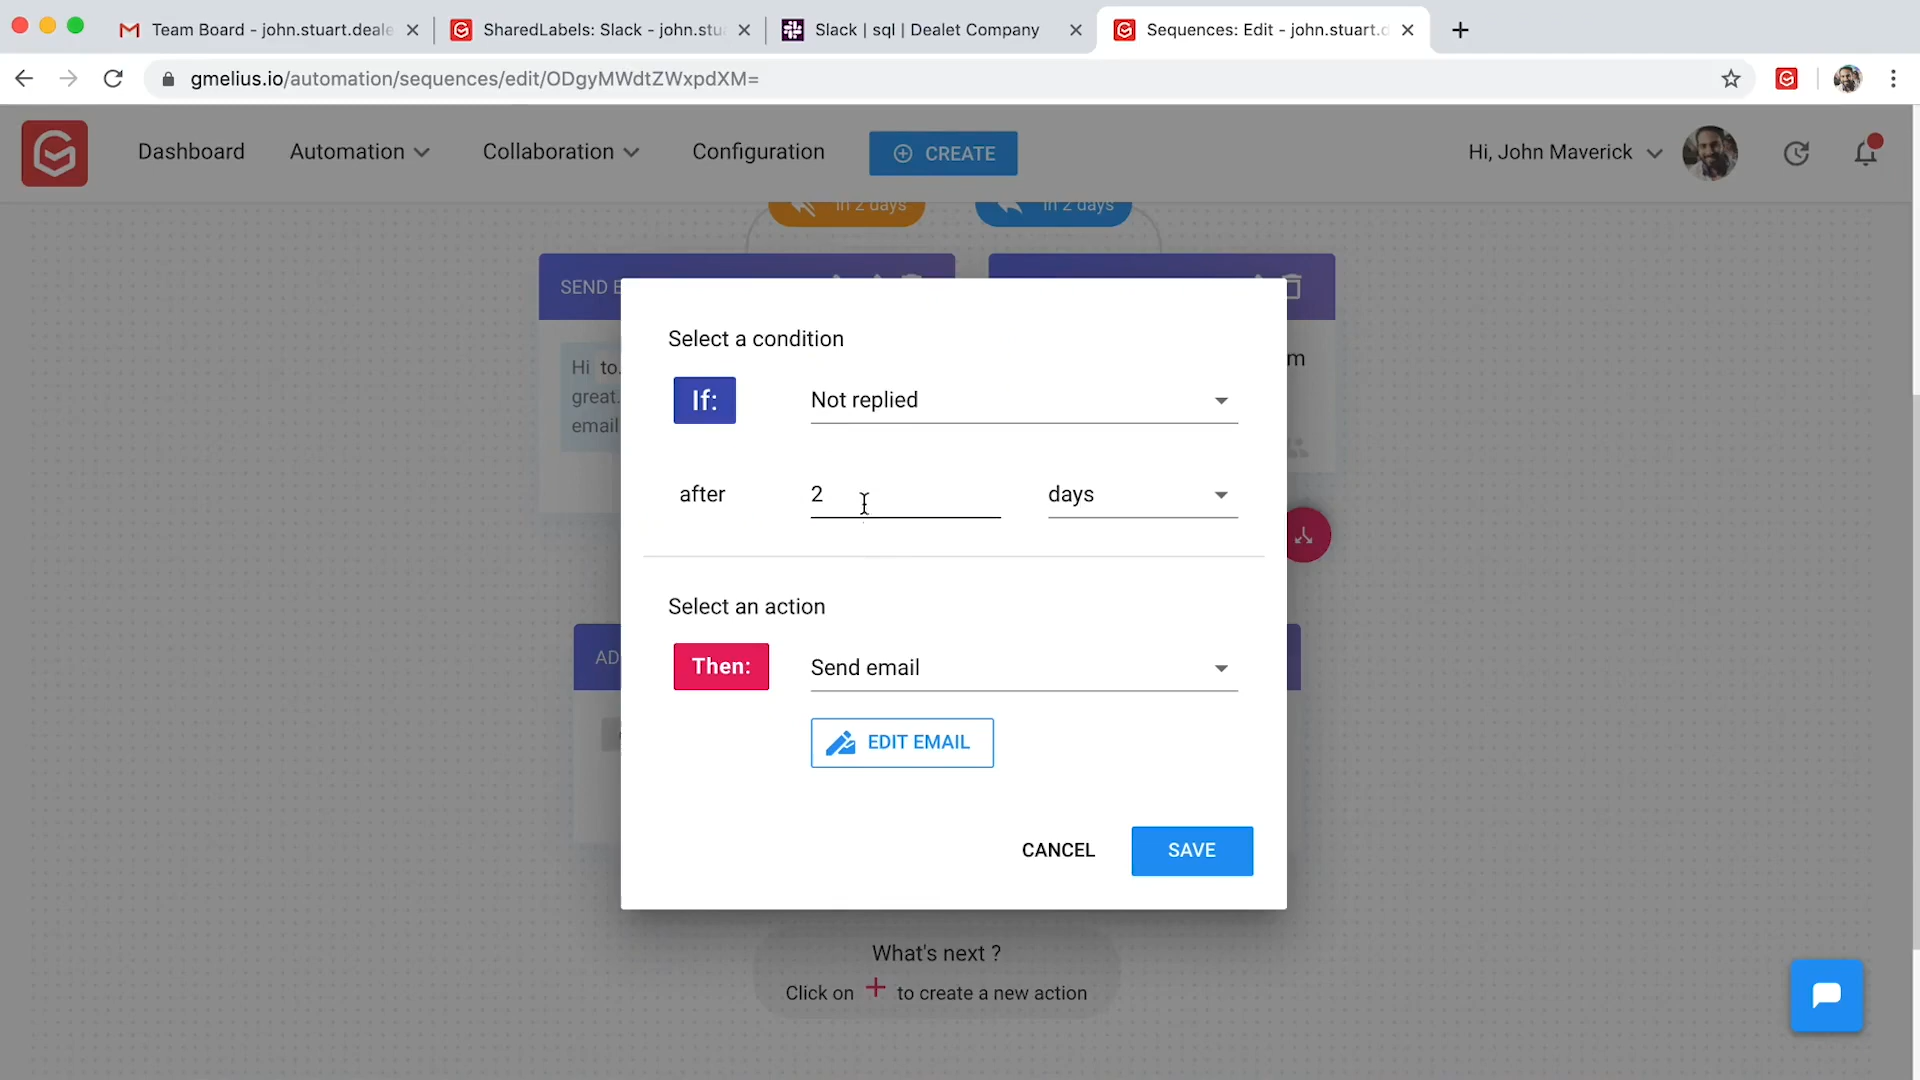 Team Board - john.stuart.deale
SharedLabels: Slack - john.stu
Slack | sql | Dealet Company
Sequences: Edit - john.stuart.d
gmelius.io/automation/sequences/edit/ODgyMWdtZWxpdXM=
Dashboard
Automation
Collaboration
Configuration
CREATE
Hi, John Maverick
in 2 days
in 2 days
SEND E
Hi to.
great.
email
m
Select a condition
If:
Not replied
after
2
days
Select an action
Then:
Send email
EDIT EMAIL
CANCEL
SAVE
AD
What's next ?
Click on + to create a new action